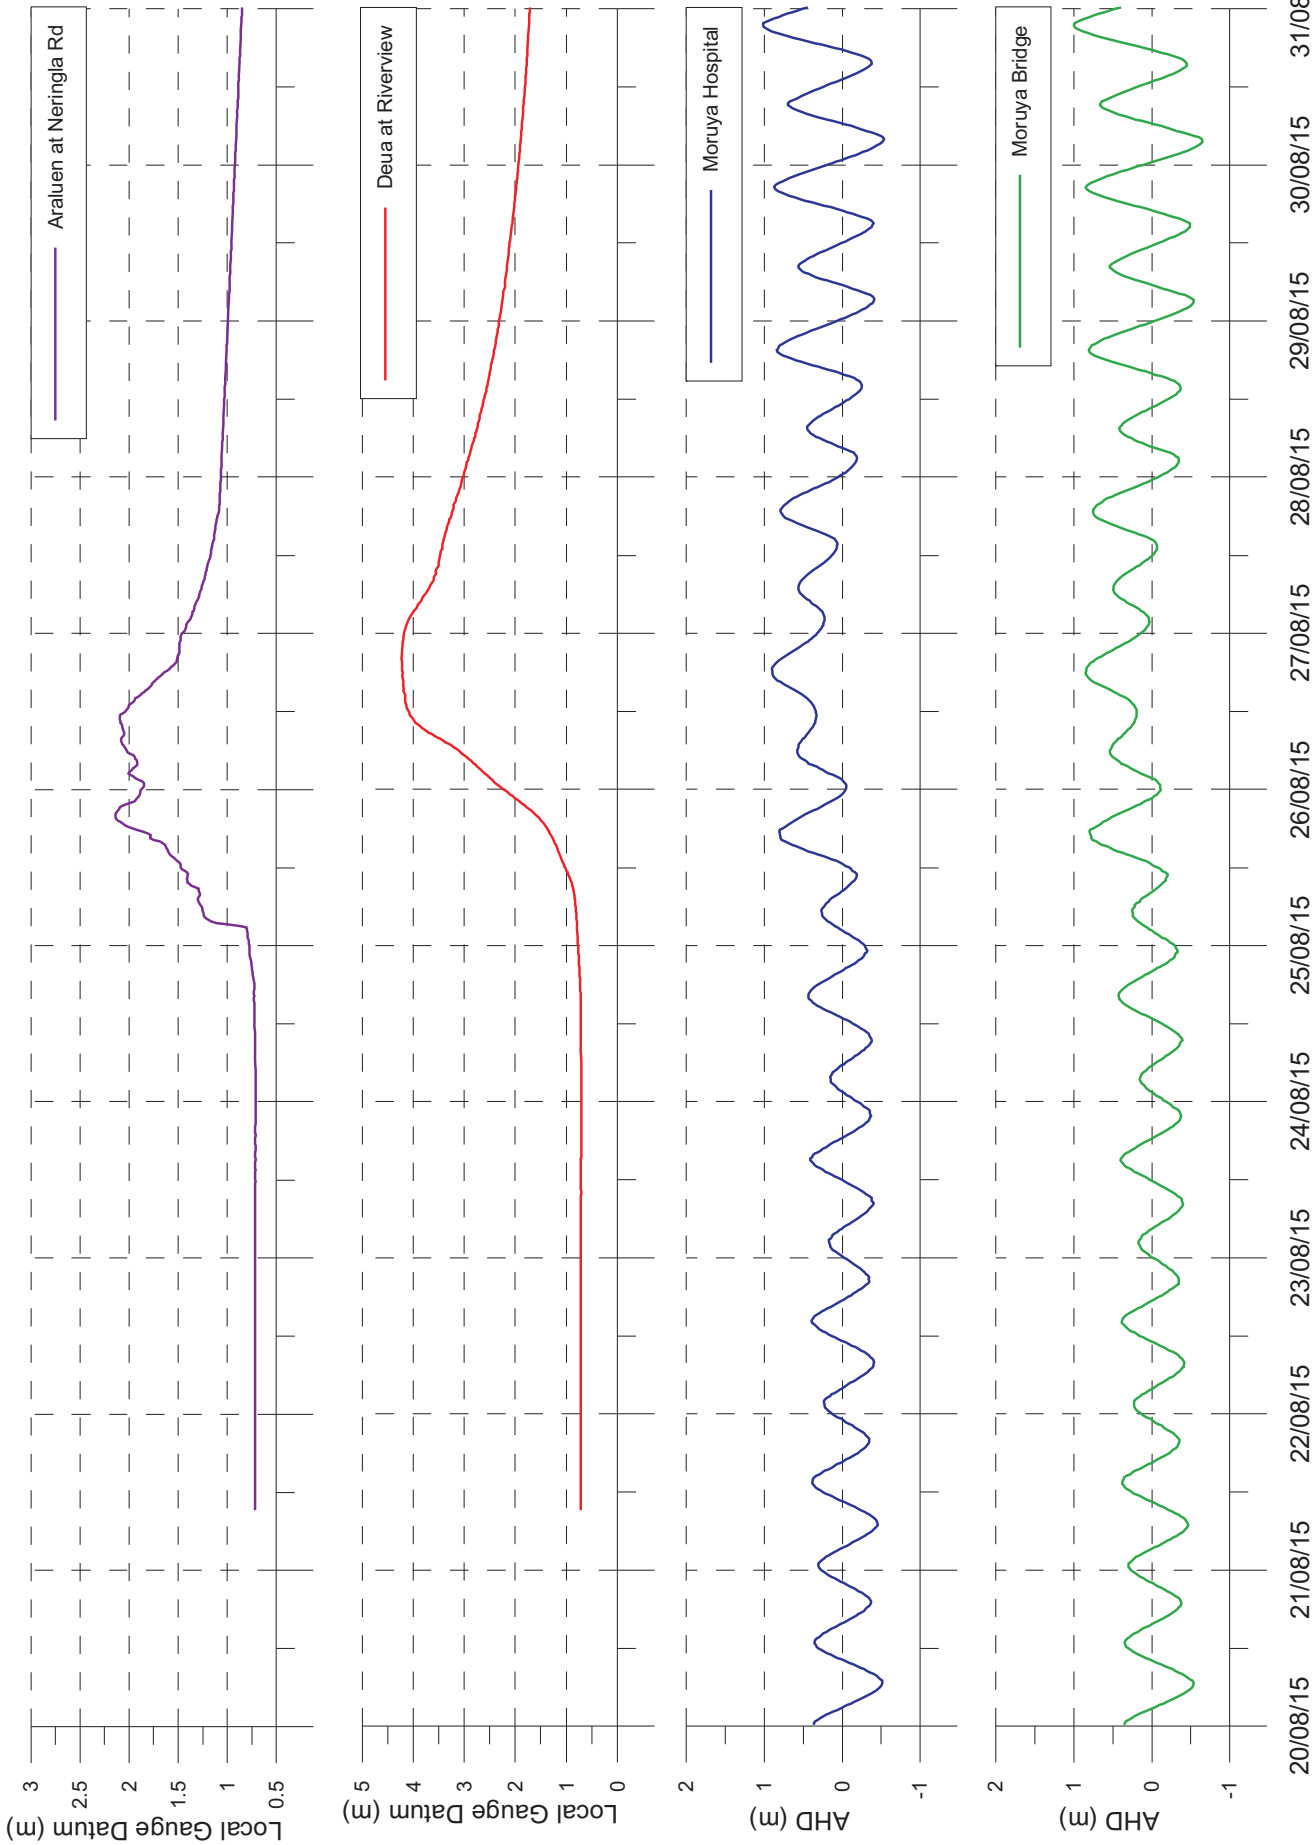 Local Gauge Datum (m)
3
2.5
2
1.5
1
0.5
Araluen at Neringla Rd
Local Gauge Datum (m)
5
4
3
2
1
0
Deua at Riverview
AHD (m)
2
1
0
-1
Moruya Hospital
AHD (m)
2
1
0
-1
Moruya Bridge
20/08/15 21/08/15 22/08/15 23/08/15 24/08/15 25/08/15 26/08/15 27/08/15 28/08/15 29/08/15 30/08/15 31/08